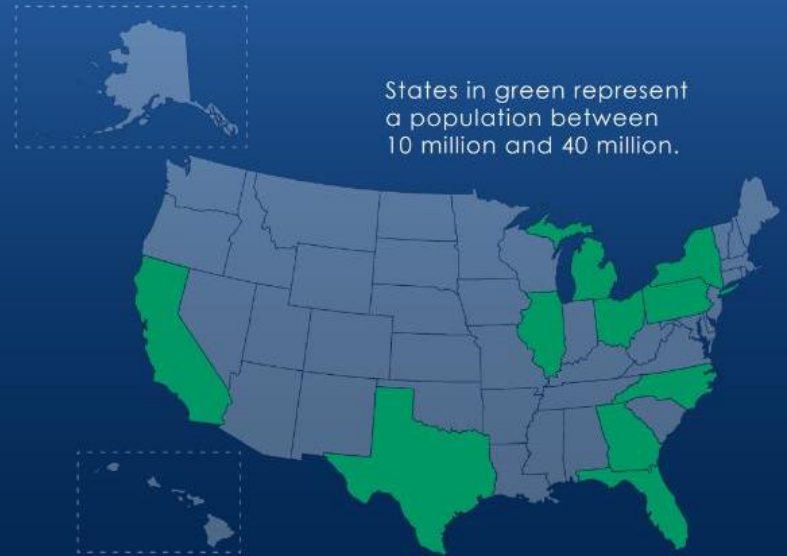 States in green represent
a population between
10 million and 40 million.